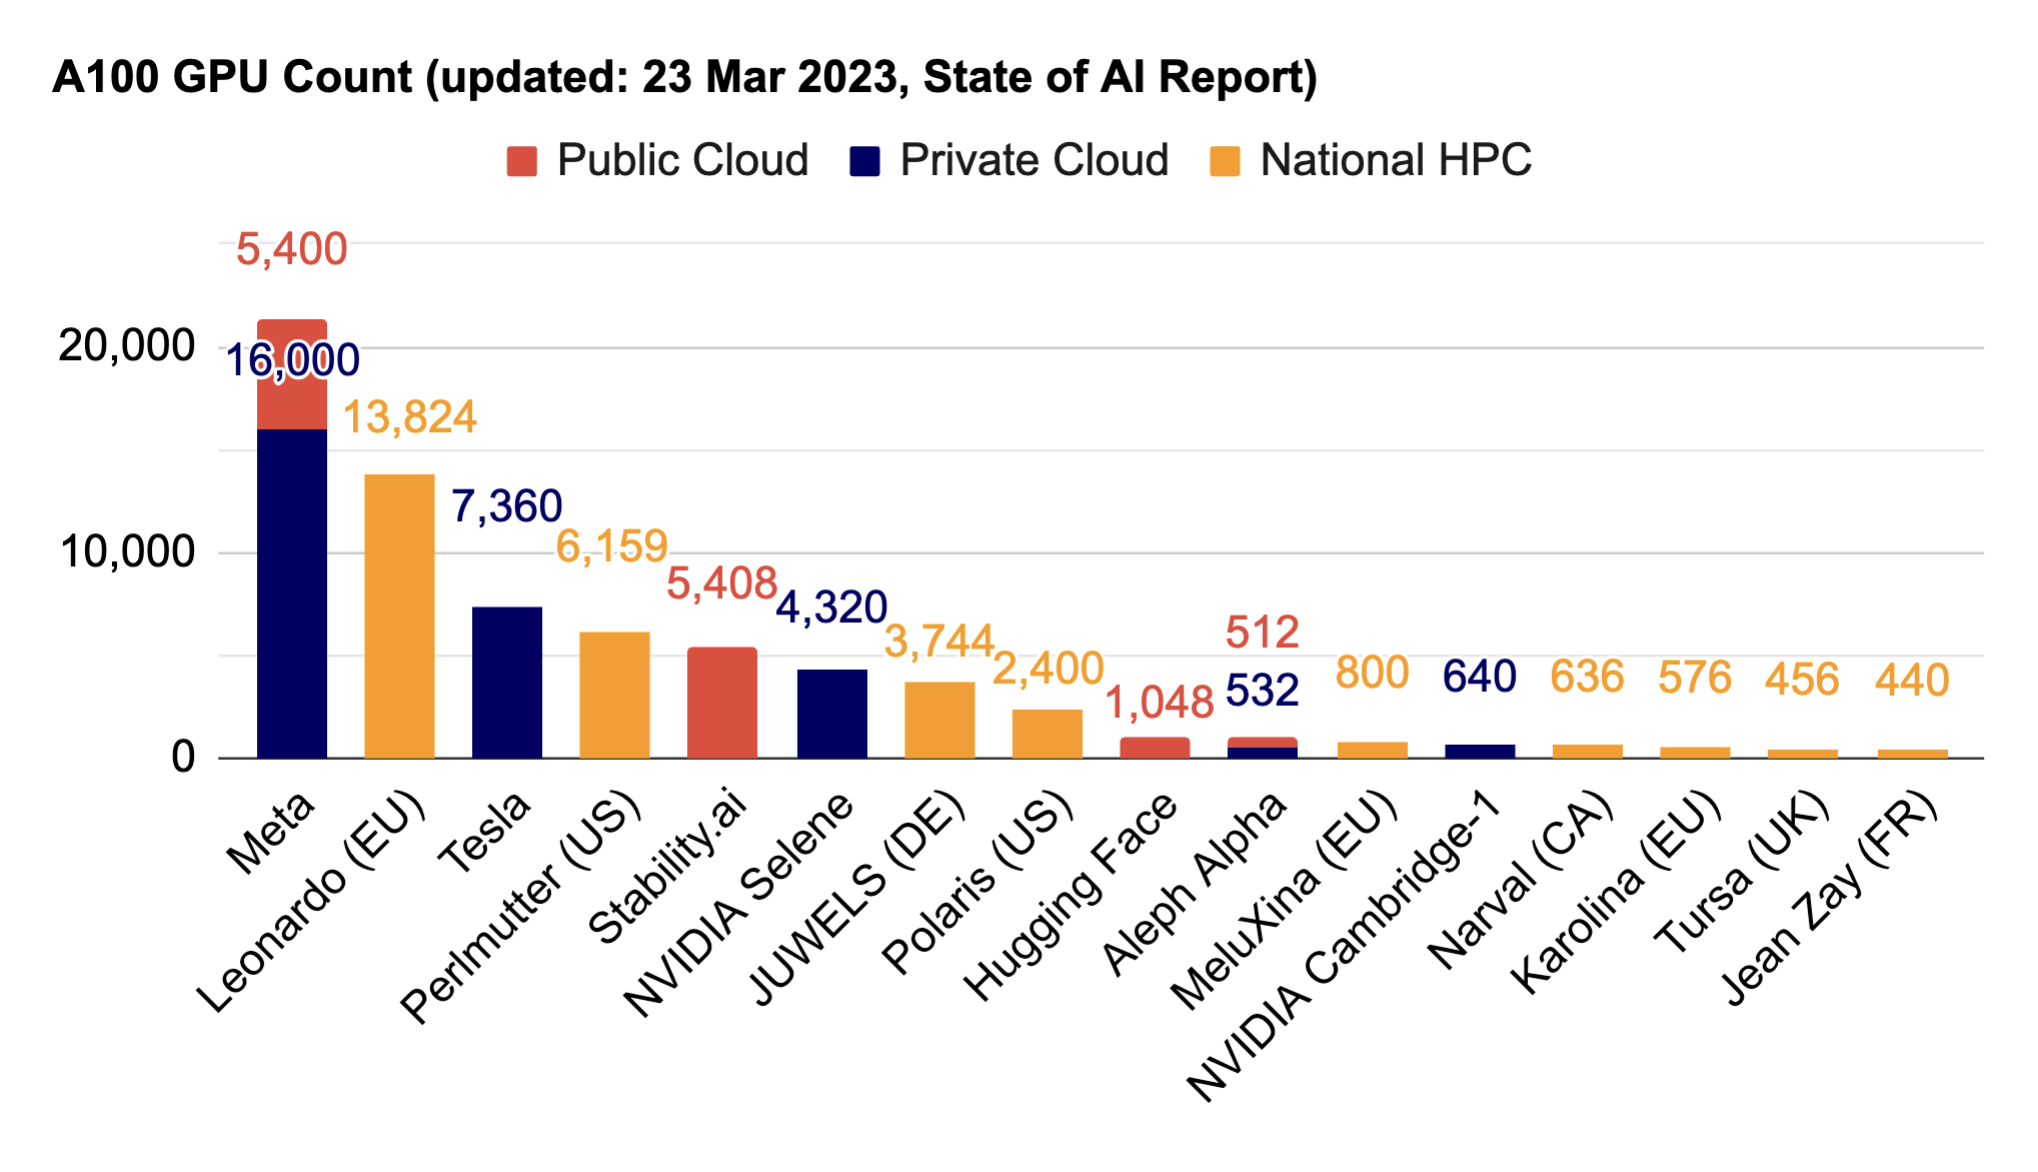 A100 GPU Count (updated: 23 Mar 2023, State of AI Report)
Public Cloud
Private Cloud
National HPC
20,000
10,000
0
5,400
16,000
13,824
7,360
6,159
5,408
4,320
3,744
2,400
1,048
512
532
800
640
636
576
456
440
Meta
Leonardo (EU)
Tesla
Perlmutter (US)
Stability.ai
NVIDIA Selene
JUWELS (DE)
Polaris (US)
Hugging Face
Aleph Alpha
MeluXina (EU)
NVIDIA Cambridge-1
Narval (CA)
Karolina (EU)
Tursa (UK)
Jean Zay (FR)